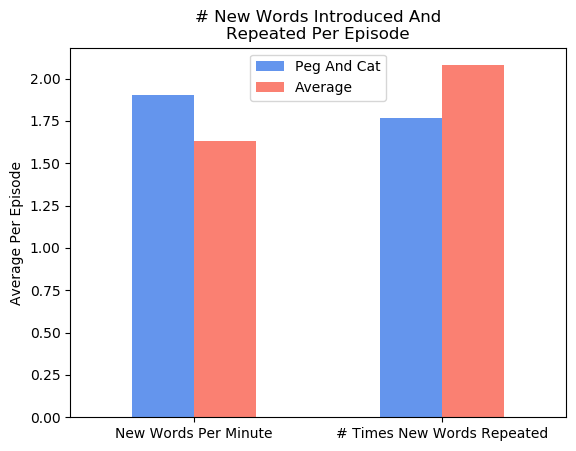 # New Words Introduced And
Repeated Per Episode
Peg And Cat
Average
Average Per Episode
2.00
1.75
1.50
1.25
1.00
0.75
0.50
0.25
0.00
New Words Per Minute
# Times New Words Repeated